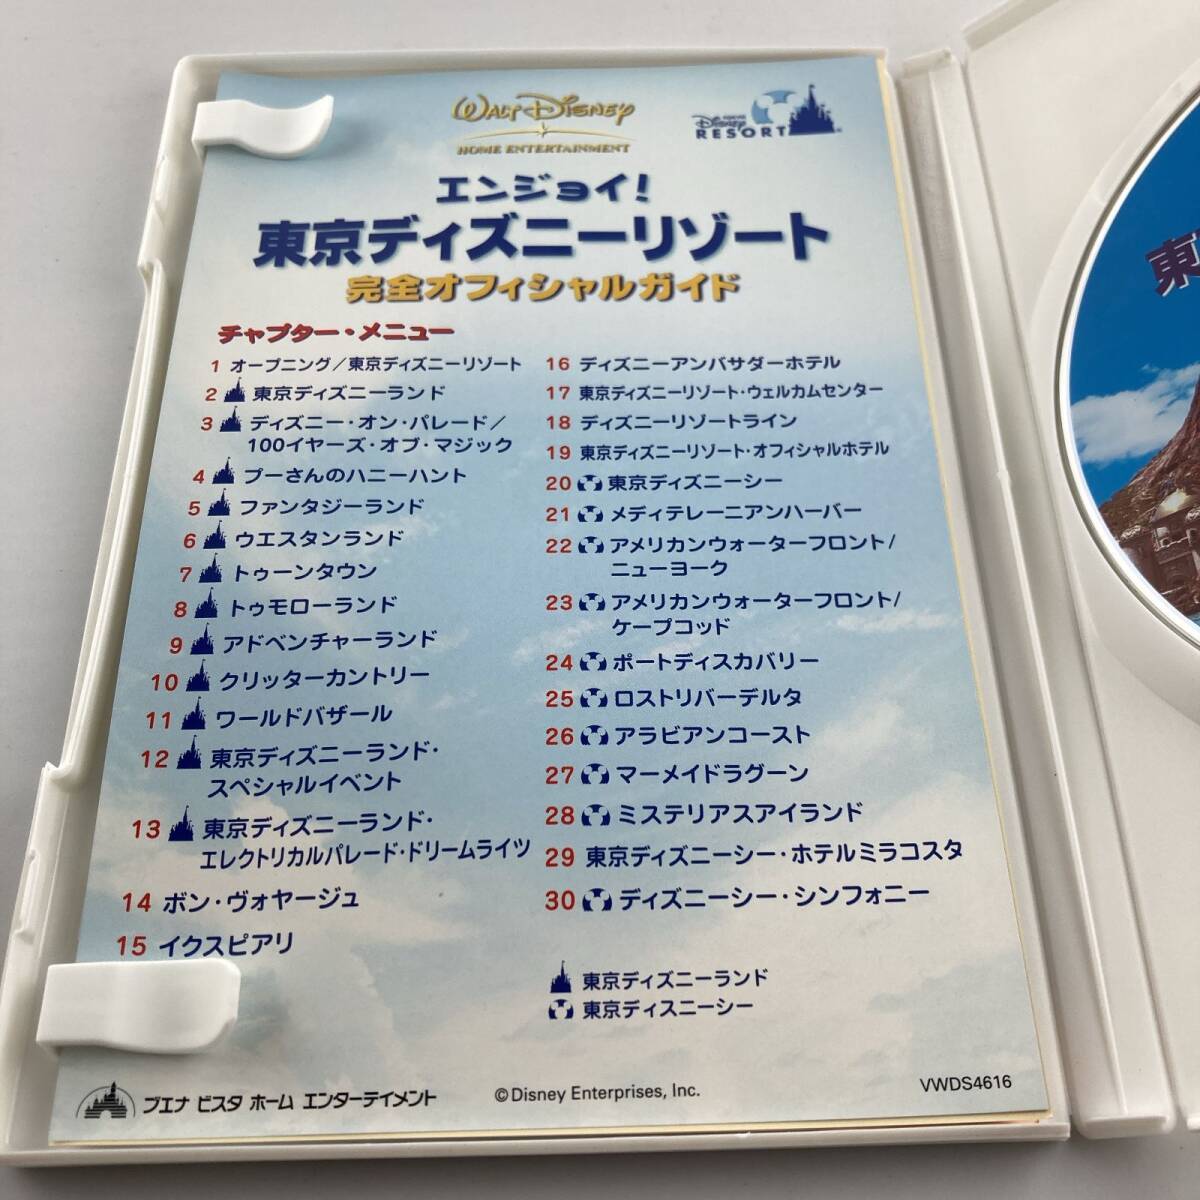 WALT DISNEY
HOME ENTERTAINMENT
TOKYO
Disney
RESORT
エンジョイ!
東京ディズニーリゾート
完全オフィシャルガイド
チャプター・メニュー
1 オープニング/東京ディズニーリゾート
2 東京ディズニーランド
3 ディズニー・オン・パレード/
100イヤーズ・オブ・マジック
4 プーさんのハニーハント
5 ファンタジーランド
6 ウエスタンランド
7 トゥーンタウン
8 トゥモローランド
9 アドベンチャーランド
10 クリッターカントリー
11 ワールドバザール
12 東京ディズニーランド・
スペシャルイベント
13 東京ディズニーランド・
エレクトリカルパレード・ドリームライツ
14 ボン・ヴォヤージュ
15 イクスピアリ
16 ディズニーアンバサダーホテル
17 東京ディズニーリゾート・ウェルカムセンター
18 ディズニーリゾートライン
19 東京ディズニーリゾート・オフィシャルホテル
20 東京ディズニーシー
21 メディテレーニアンハーバー
22 アメリカンウォーターフロント/
ニューヨーク
23 アメリカンウォーターフロント/
ケープコッド
24 ポートディスカバリー
25 ロストリバーデルタ
26 アラビアンコースト
27 マーメイドラグーン
28 ミステリアスアイランド
29 東京ディズニーシー・ホテルミラコスタ
30 ディズニーシー・シンフォニー
東京ディズニーランド
東京ディズニーシー
ブエナ ビスタ ホーム エンターテイメント
©Disney Enterprises, Inc.
VWDS4616
東